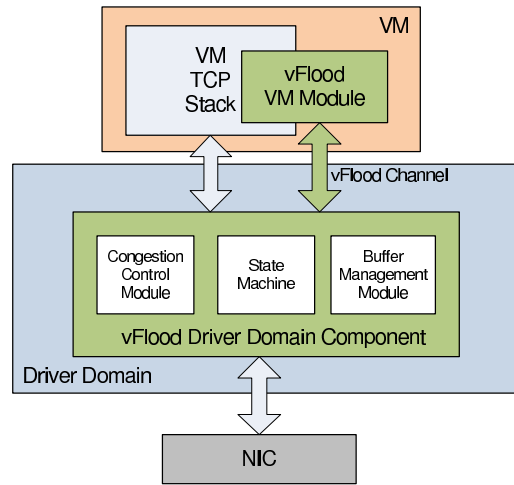 VM
VM
TCP
Stack
vFlood
VM Module
vFlood Channel
Congestion
Control
Module
State
Machine
Buffer
Management
Module
vFlood Driver Domain Component
Driver Domain
NIC